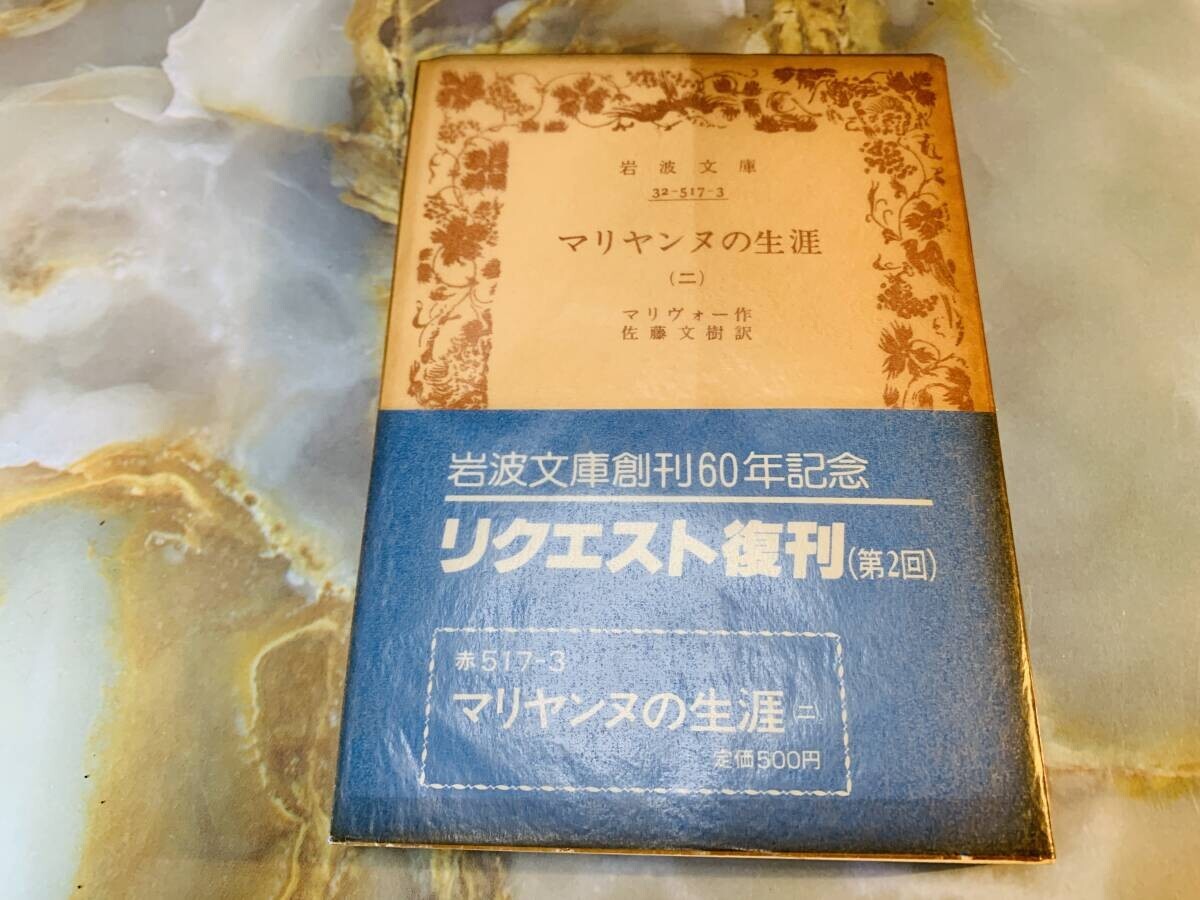 岩波文庫
32-517-3
マリヤンヌの生涯
(二)
マリヴォー作
佐藤文樹訳
岩波文庫創刊60年記念
リクエスト復刊(第2回)
赤517-3
マリヤンヌの生涯(二)
定価500円